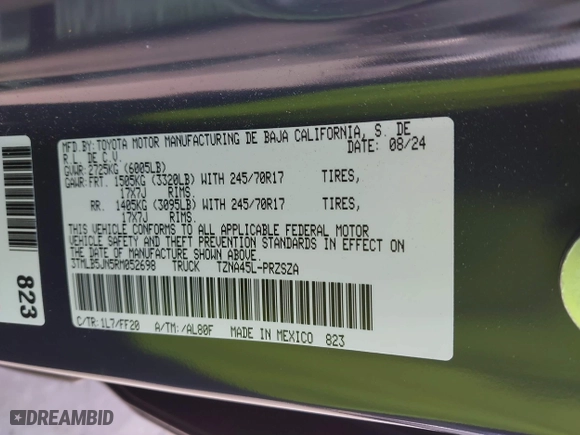 MFD BY: TOYOTA MOTOR MANUFACTURING DE BAJA CALIFORNIA, S. DE
R.L. DE C.V. DATE: 08/24
GVWR: 2725KG (6005LB)
GAWR: FRT. 1505KG (3320LB) WITH 245/70R17 TIRES,
17X7J RIMS.
RR. 1405KG (3095LB) WITH 245/70R17 TIRES,
17X7J RIMS.
THIS VEHICLE CONFORMS TO ALL APPLICABLE FEDERAL MOTOR
VEHICLE SAFETY AND THEFT PREVENTION STANDARDS IN EFFECT ON
THE DATE OF MANUFACTURE SHOWN ABOVE.
3TMLB5JN5RM052698 TRUCK TZNA45L-PRZSZA
C/TR: 1L7/FF20 A/TM: /AL80F MADE IN MEXICO 823
823
DREAMBID